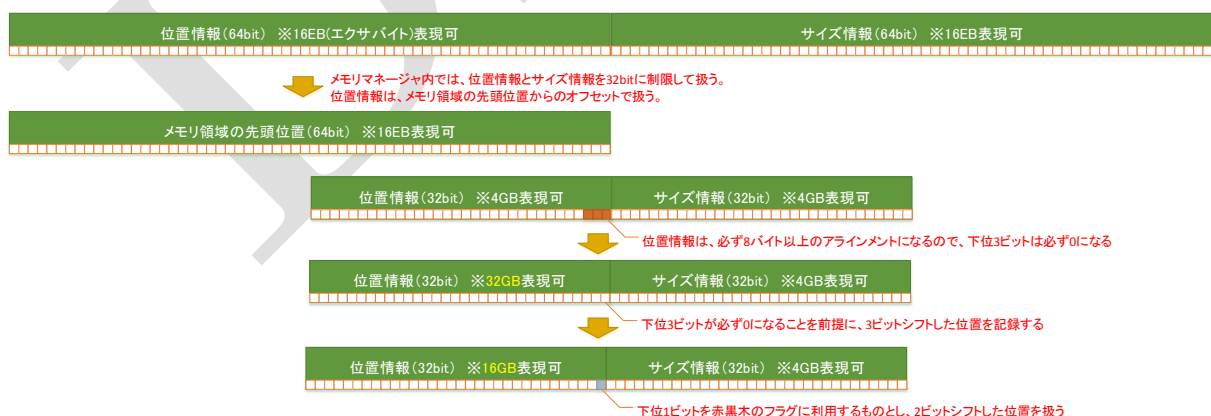 位置情報(64bit) ※16EB(エクサバイト)表現可
サイズ情報(64bit) ※16EB表現可
メモリマネージャ内では、位置情報とサイズ情報を32bitに制限して扱う。
位置情報は、メモリ領域の先頭位置からのオフセットで扱う。
メモリ領域の先頭位置(64bit) ※16EB表現可
位置情報(32bit) ※4GB表現可
サイズ情報(32bit) ※4GB表現可
位置情報は、必ず8バイト以上のアラインメントになるので、下位3ビットは必ず0になる
位置情報(32bit) ※32GB表現可
サイズ情報(32bit) ※4GB表現可
下位3ビットが必ず0になることを前提に、3ビットシフトした位置を記録する
位置情報(32bit) ※16GB表現可
サイズ情報(32bit) ※4GB表現可
下位1ビットを赤黒木のフラグに利用するものとし、2ビットシフトした位置を扱う